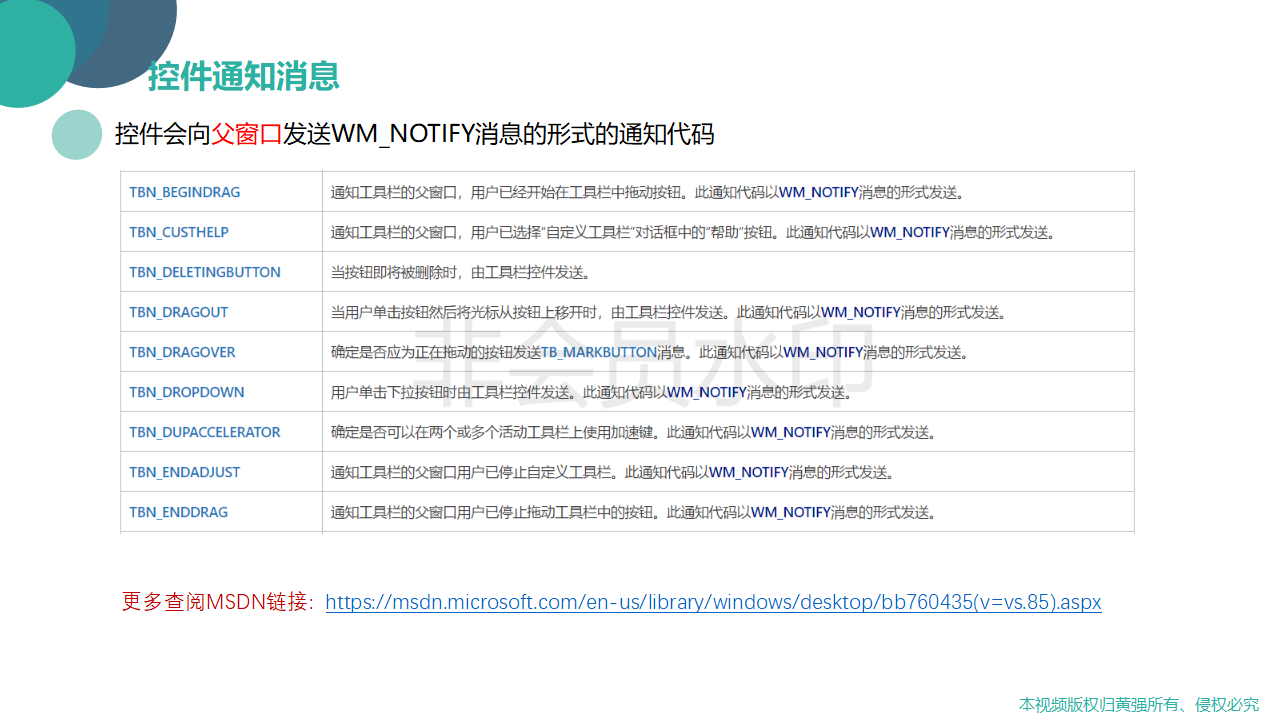 控件通知消息
控件会向父窗口发送WM_NOTIFY消息的形式的通知代码
TBN_BEGINDRAG 通知工具栏的父窗口，用户已经开始在工具栏中拖动按钮。此通知代码以WM_NOTIFY消息的形式发送。
TBN_CUSTHELP 通知工具栏的父窗口，用户已选择“自定义工具栏”对话框中的“帮助”按钮。此通知代码以WM_NOTIFY消息的形式发送。
TBN_DELETINGBUTTON 当按钮即将被删除时，由工具栏控件发送。
TBN_DRAGOUT 当用户单击按钮然后将光标从按钮上移开时，由工具栏控件发送。此通知代码以WM_NOTIFY消息的形式发送。
TBN_DRAGOVER 确定是否应为正在拖动的按钮发送TB_MARKBUTTON消息。此通知代码以WM_NOTIFY消息的形式发送。
TBN_DROPDOWN 用户单击下拉按钮时由工具栏控件发送。此通知代码以WM_NOTIFY消息的形式发送。
TBN_DUPACCELERATOR 确定是否可以在两个或多个活动工具栏上使用加速键。此通知代码以WM_NOTIFY消息的形式发送。
TBN_ENDADJUST 通知工具栏的父窗口用户已停止自定义工具栏。此通知代码以WM_NOTIFY消息的形式发送。
TBN_ENDDRAG 通知工具栏的父窗口用户已停止拖动工具栏中的按钮。此通知代码以WM_NOTIFY消息的形式发送。
非会员水印
更多查阅MSDN链接：https://msdn.microsoft.com/en-us/library/windows/desktop/bb760435(v=vs.85).aspx
本视频版权归黄强所有、侵权必究